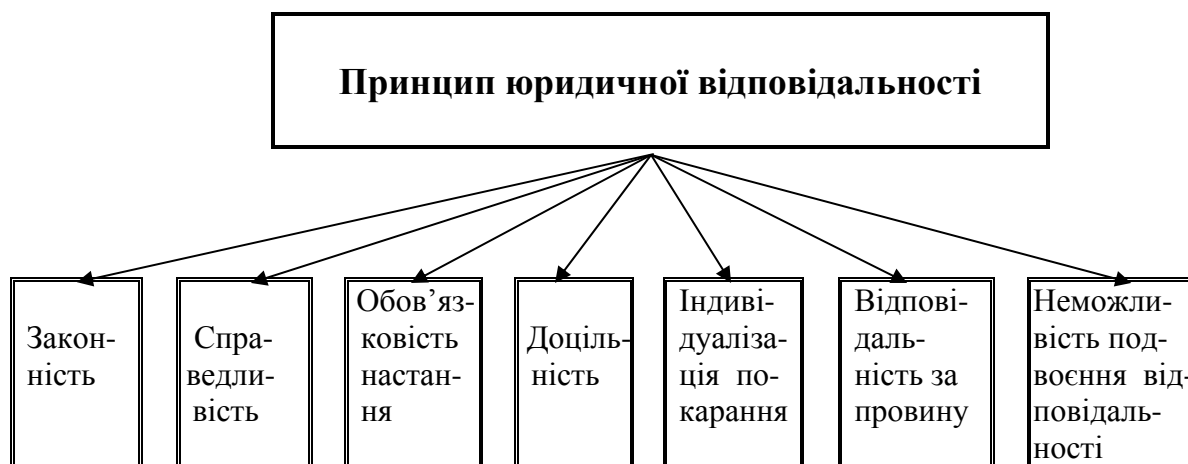 Принцип юридичної відповідальності
Закон-
ність
Спра-
ведли-
вість
Обов’яз-
ковість
настан-
ня
Доціль-
ність
Індиві-
дуаліза-
ція по-
карання
Відпові-
даль-
ність за
провину
Неможли-
вість под-
воєння від-
повідаль-
ності